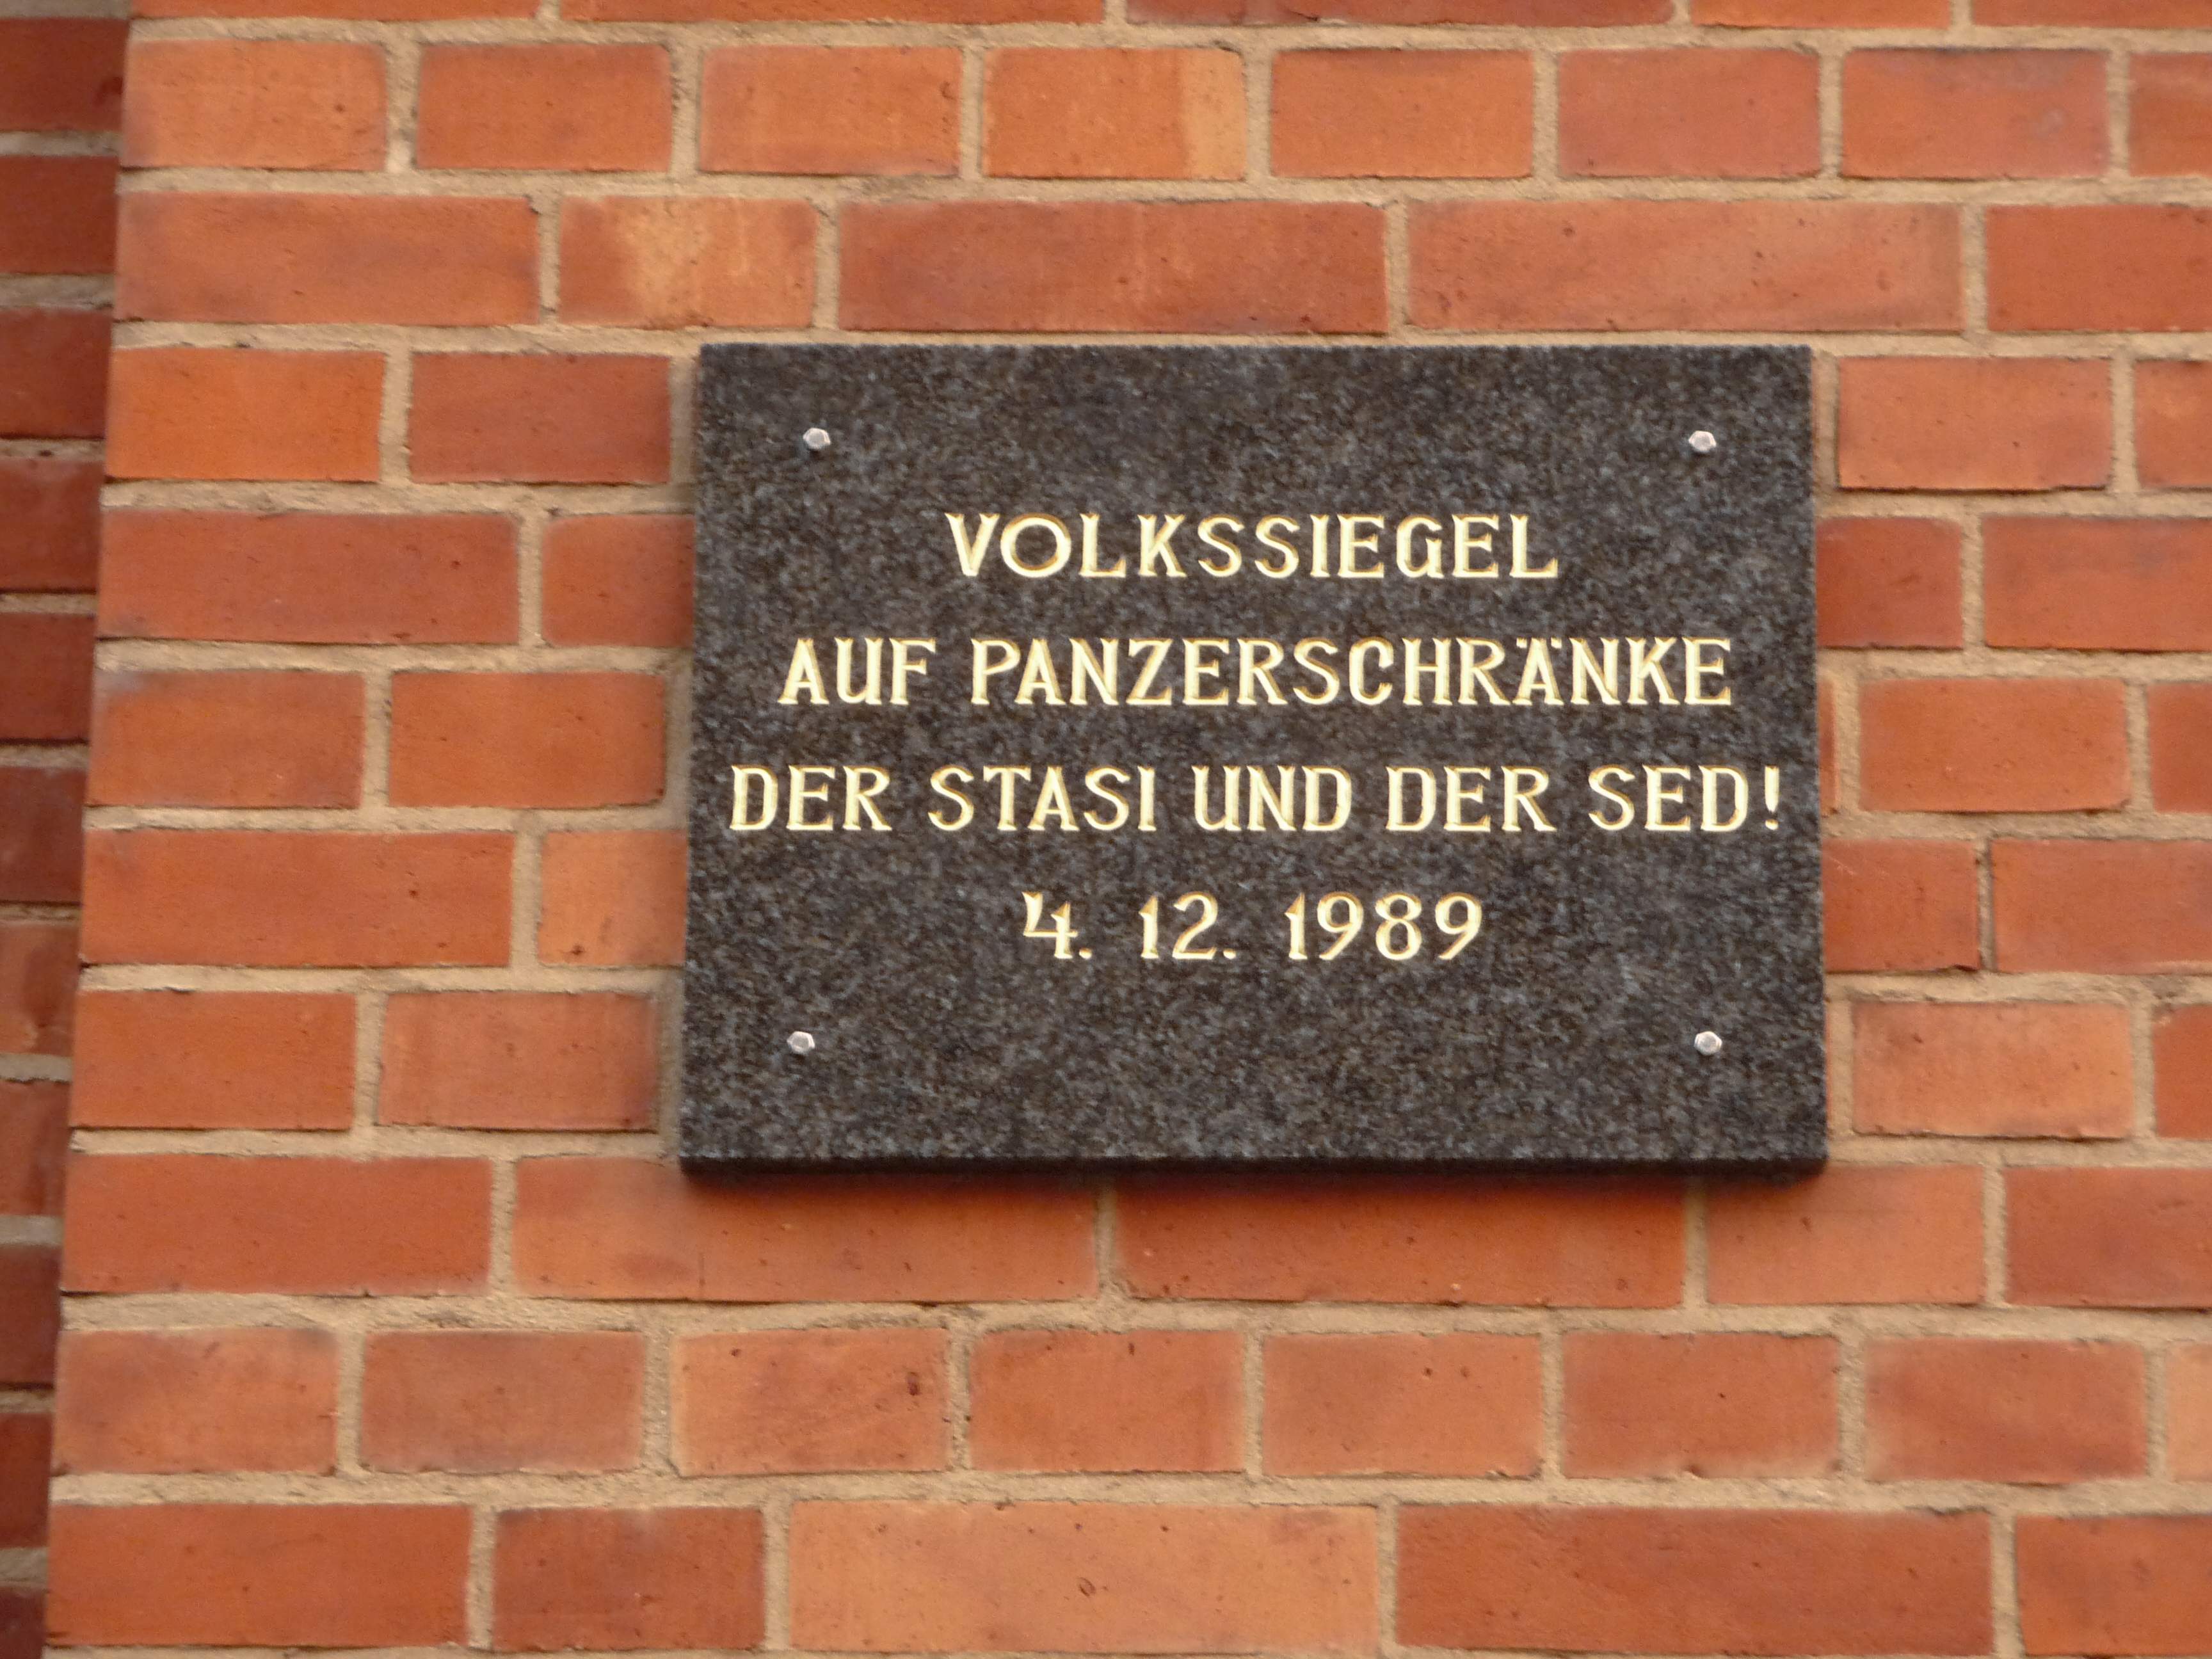 VOLKSSIEGEL
AUF PANZERSCHRÄNKE
DER STASI UND DER SED!
4. 12. 1989